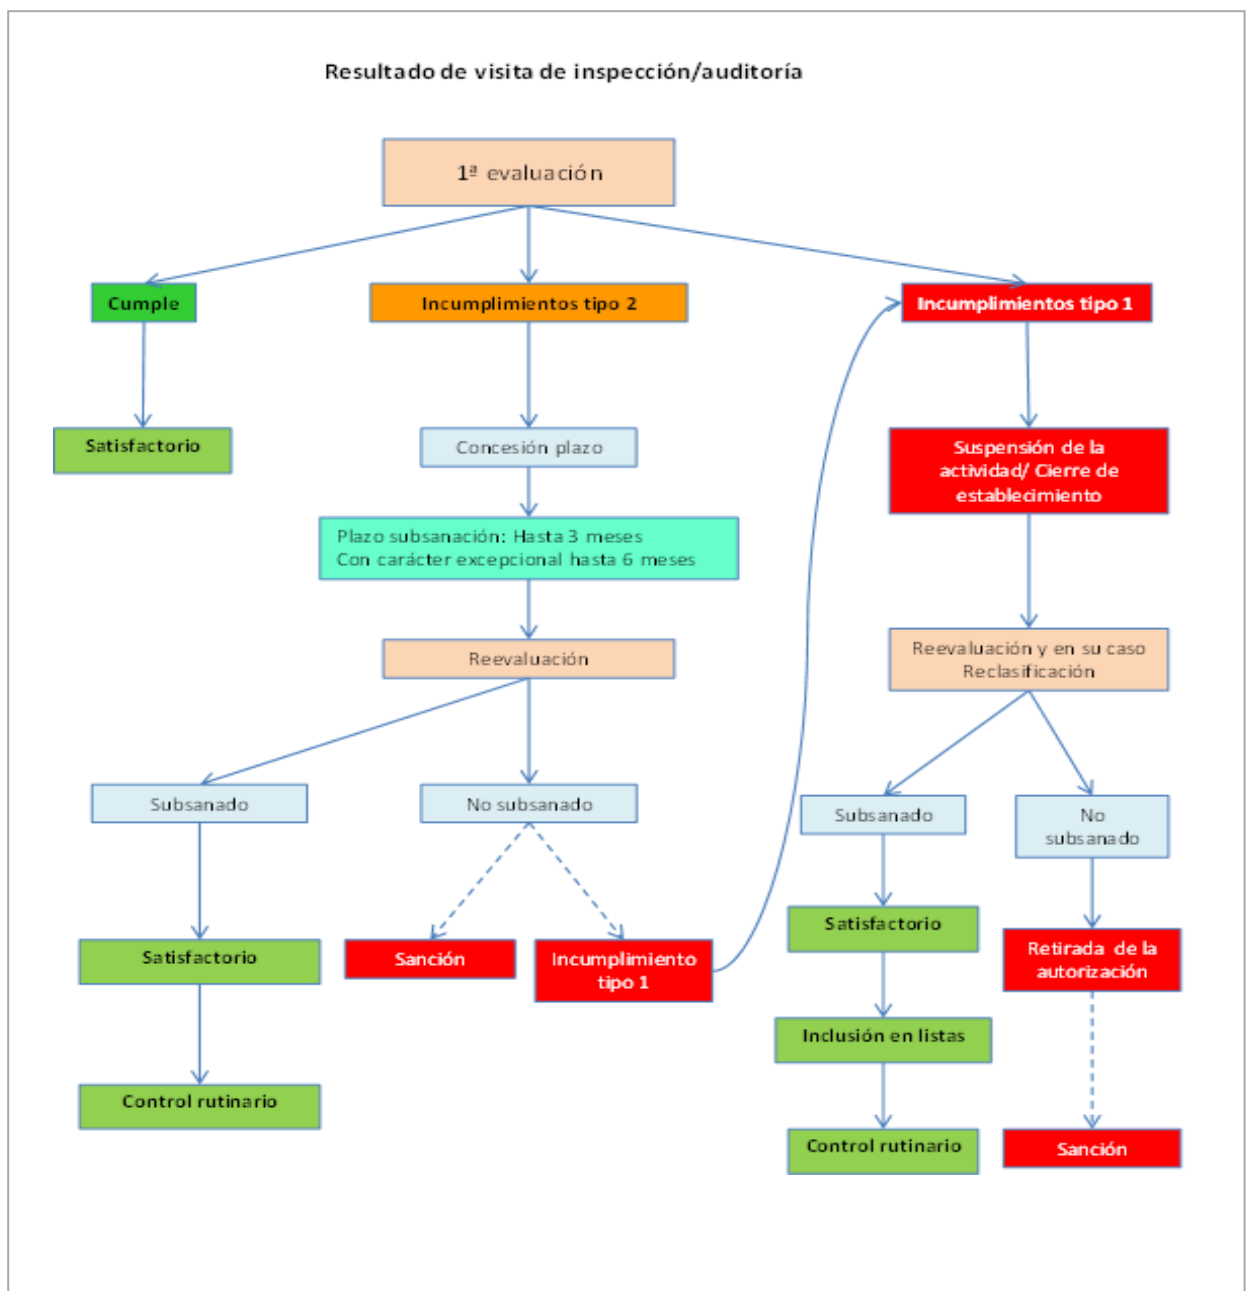 Resultado de visita de inspección/auditoría
1ª evaluación
Cumple
Incumplimientos tipo 2
Incumplimientos tipo 1
Satisfactorio
Concesión plazo
Suspensión de la
actividad/ Cierre de
establecimiento
Plazo subsanación: Hasta 3 meses
Con carácter excepcional hasta 6 meses
Reevaluación
Reevaluación y en su caso
Reclasificación
Subsanado
No subsanado
Subsanado
No
subsanado
Satisfactorio
Sanción
Incumplimiento
tipo 1
Satisfactorio
Retirada de la
autorización
Inclusión en listas
Control rutinario
Control rutinario
Sanción